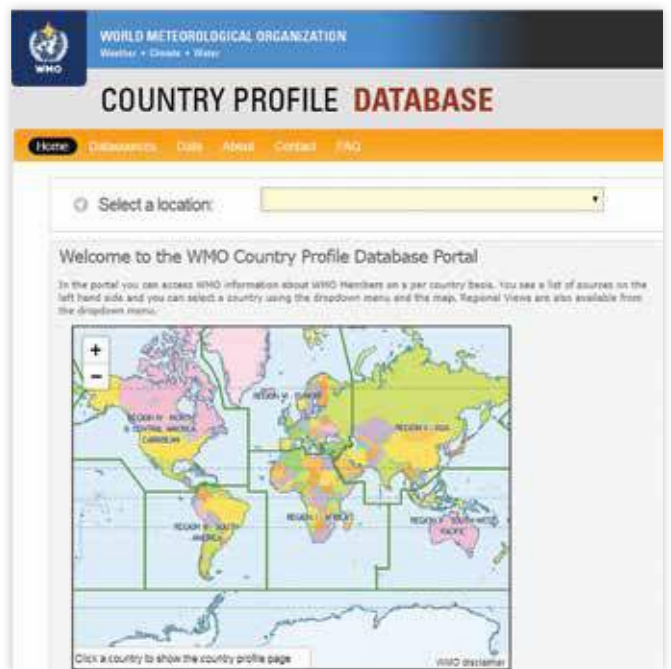 WORLD METEOROLOGICAL ORGANIZATION
Weather • Climate • Water
WMO
COUNTRY PROFILE DATABASE
Home Datasources Data About Contact FAQ
Select a location:
Welcome to the WMO Country Profile Database Portal
In the portal you can access WMO information about WMO Members on a per country basis. You see a list of sources on the
left hand side and you can select a country using the dropdown menu and the map. Regional Views are also available from
the dropdown menu.
+
−
REGION VI - EUROPE
REGION IV - NORTH
& CENTRAL AMERICA
CARIBBEAN
REGION II - ASIA
REGION III - SOUTH
AMERICA
REGION I - AFRICA
REGION V - SOUTH-WEST
PACIFIC
Click a country to show the country profile page
WMO disclaimer